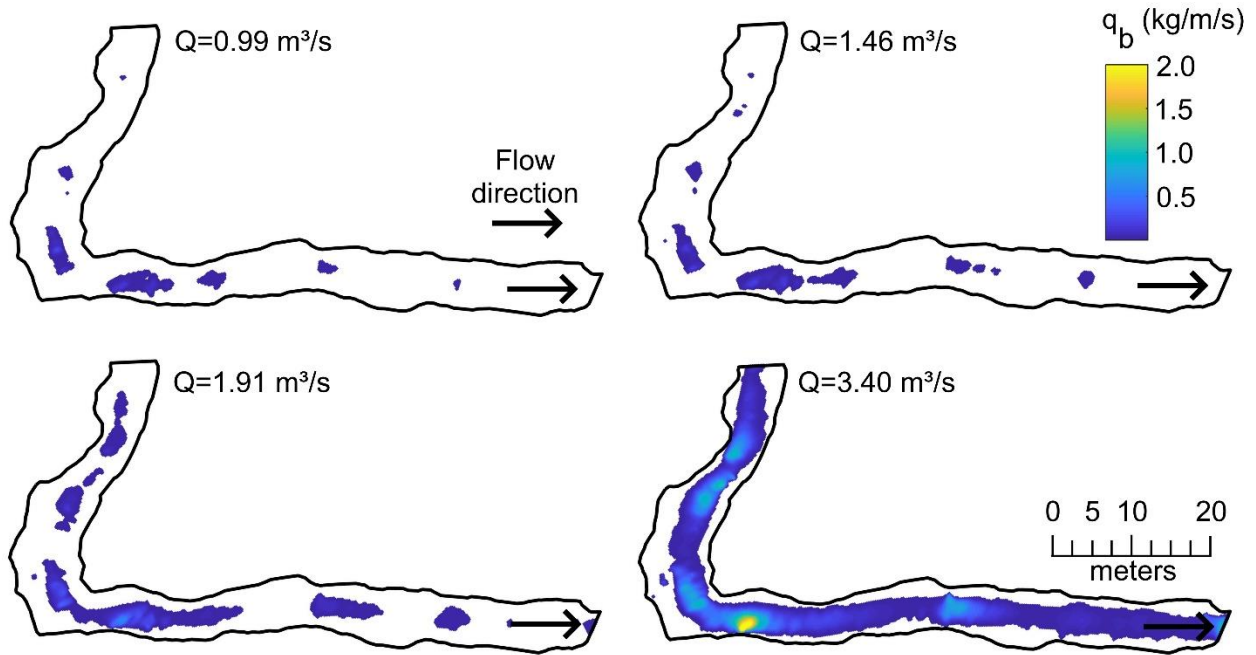 Q=0.99 m³/s
Q=1.46 m³/s
q_b (kg/m/s)
2.0
1.5
1.0
0.5
Flow
direction
Q=1.91 m³/s
Q=3.40 m³/s
0 5 10 20
meters